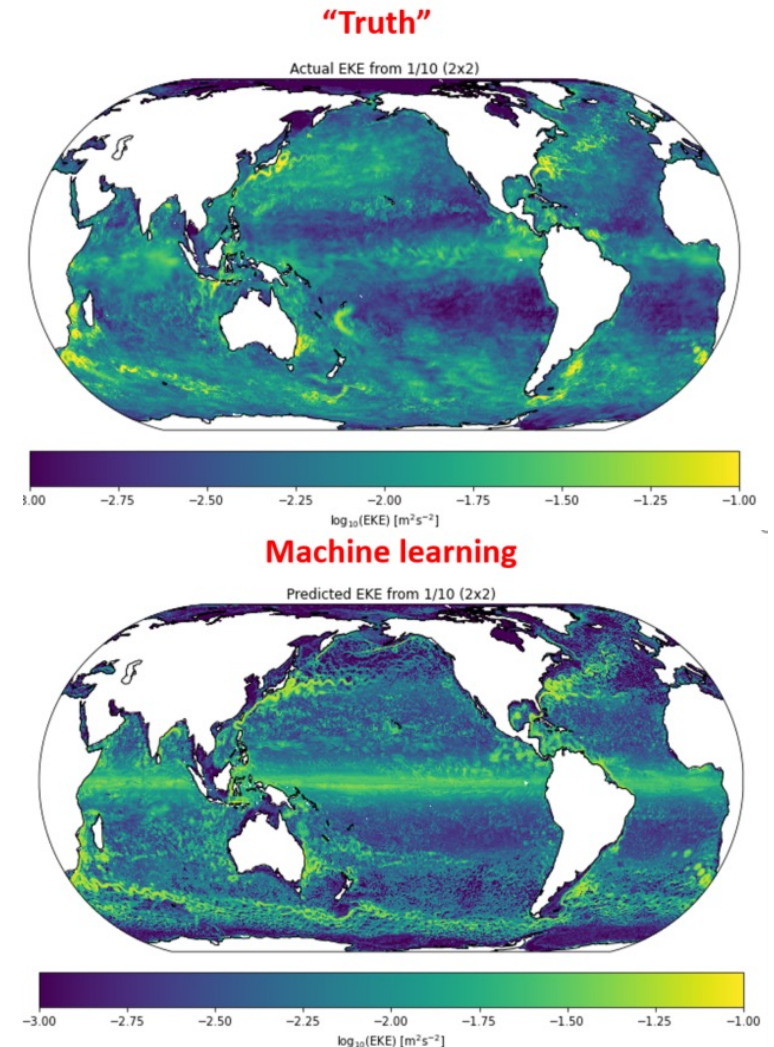 “Truth”
Actual EKE from 1/10 (2x2)
3.00 −2.75 −2.50 −2.25 −2.00 −1.75 −1.50 −1.25 −1.00
log₁₀(EKE) [m²s⁻²]
Machine learning
Predicted EKE from 1/10 (2x2)
−3.00 −2.75 −2.50 −2.25 −2.00 −1.75 −1.50 −1.25 −1.00
log₁₀(EKE) [m²s⁻²]